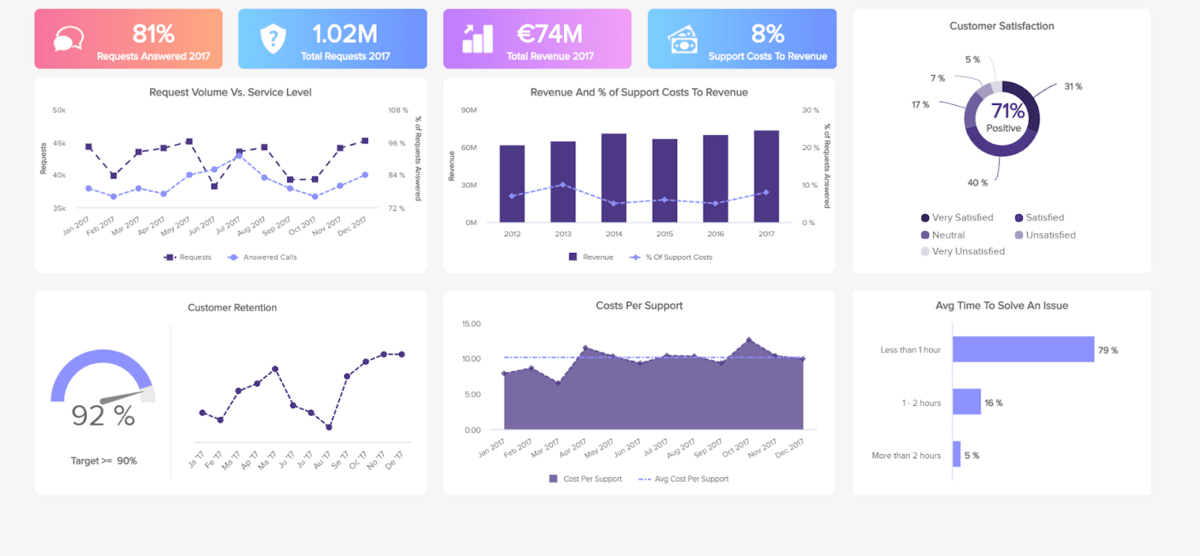 81%
Requests Answered 2017
1.02M
Total Requests 2017
€74M
Total Revenue 2017
8%
Support Costs To Revenue
Customer Satisfaction
5 %
7 %
17 %
31 %
40 %
71%
Positive
Very Satisfied
Satisfied
Neutral
Unsatisfied
Very Unsatisfied
Request Volume Vs. Service Level
50k
45k
40k
35k
Requests
108 %
96 %
84 %
72 %
% of Requests Answered
Jan 2017
Feb 2017
Mar 2017
Apr 2017
May 2017
Jun 2017
Jul 2017
Aug 2017
Sep 2017
Oct 2017
Nov 2017
Dec 2017
Requests
Answered Calls
Revenue And % of Support Costs To Revenue
90M
60M
30M
0M
Revenue
30 %
20 %
10 %
0 %
% of Requests Answered
2012
2013
2014
2015
2016
2017
Revenue
% Of Support Costs
Customer Retention
92 %
Target >= 90%
Ja '17
Fe '17
Ma '17
Ap '17
Ma '17
Ju '17
Ju '17
Au '17
Se '17
Oc '17
No '17
De '17
Costs Per Support
15.00
10.00
5.00
0.00
Jan 2017
Feb 2017
Mar 2017
Apr 2017
May 2017
Jun 2017
Jul 2017
Aug 2017
Sep 2017
Oct 2017
Nov 2017
Dec 2017
Cost Per Support
Avg Cost Per Support
Avg Time To Solve An Issue
Less than 1 hour
79 %
1 - 2 hours
16 %
More than 2 hours
5 %